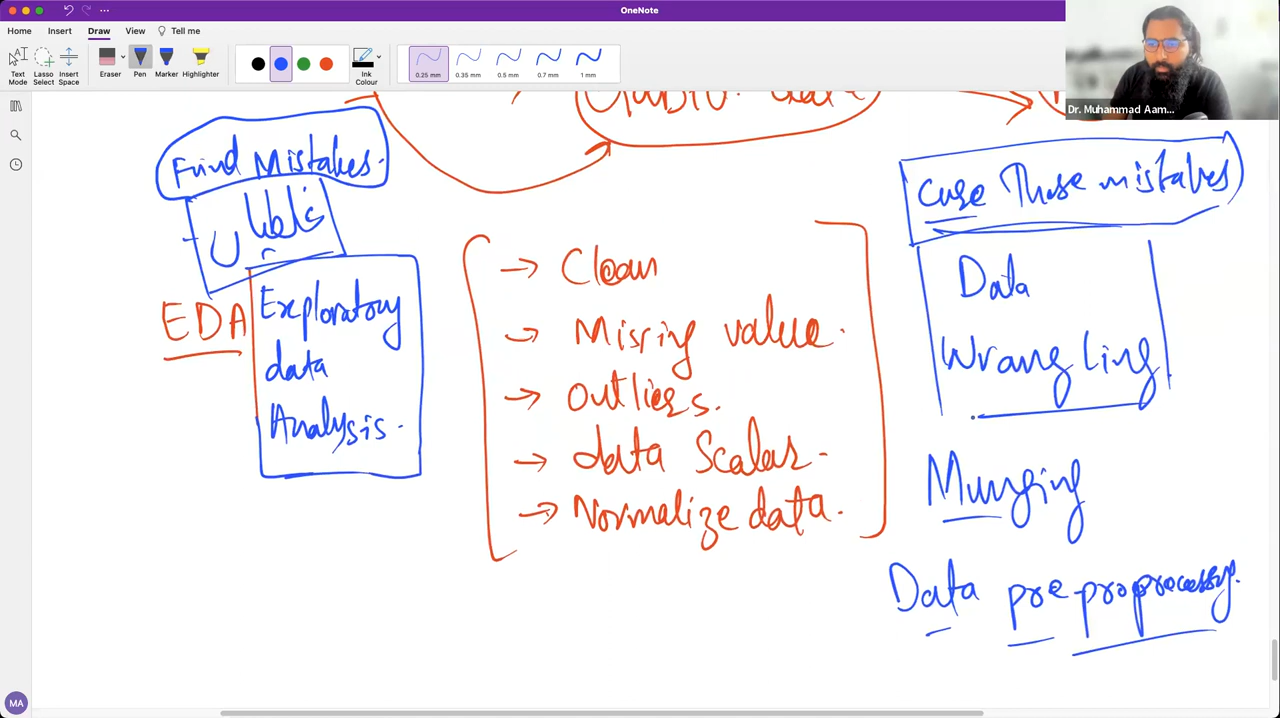 OneNote
Home Insert Draw View Tell me
Text Mode
Lasso Select
Insert Space
Eraser
Pen
Marker
Highlighter
Ink Colour
0.25 mm
0.35 mm
0.5 mm
0.7 mm
1 mm
Dr. Muhammad Aam...
Find Mistakes.
EDA
Exploratory
data
Analysis.
→ Clean
→ Missing value.
→ Outliers.
→ data Scalar.
→ Normalize data.
Cure Those mistakes
Data
Wrangling
Munging
Data pre-proprocessy.
MA